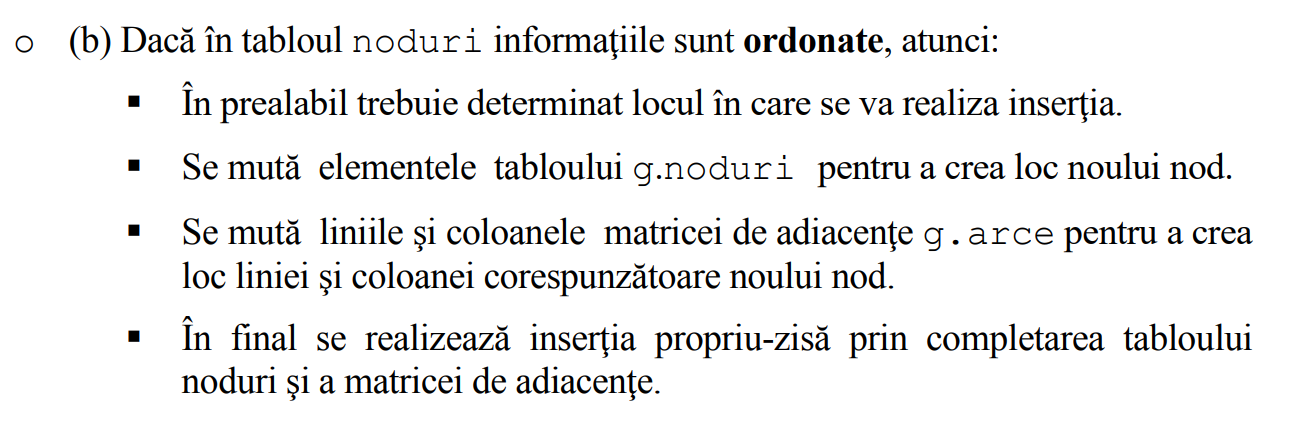 o (b) Dacă în tabloul noduri informaţiile sunt ordonate, atunci:
▪ În prealabil trebuie determinat locul în care se va realiza inserţia.
▪ Se mută elementele tabloului g.noduri pentru a crea loc noului nod.
▪ Se mută liniile şi coloanele matricei de adiacenţe g.arce pentru a crea
loc liniei şi coloanei corespunzătoare noului nod.
▪ În final se realizează inserţia propriu-zisă prin completarea tabloului
noduri şi a matricei de adiacenţe.